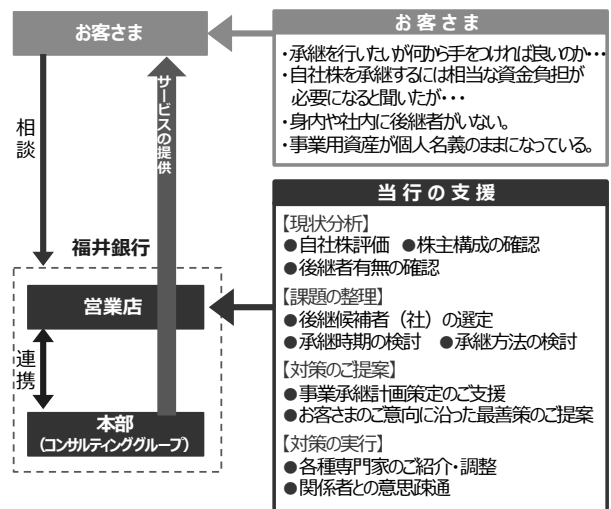 お客さま
相談
サービスの提供
福井銀行
営業店
連携
本部
（コンサルティンググループ）
お客さま
・承継を行いたいが何から手をつければ良いのか・・・
・自社株を承継するには相当な資金負担が
必要になると聞いたが・・・
・身内や社内に後継者がいない。
・事業用資産が個人名義のままになっている。
当行の支援
【現状分析】
●自社株評価 ●株主構成の確認
●後継者有無の確認
【課題の整理】
●後継候補者（社）の選定
●承継時期の検討 ●承継方法の検討
【対策のご提案】
●事業承継計画策定のご支援
●お客さまのご意向に沿った最善策のご提案
【対策の実行】
●各種専門家のご紹介・調整
●関係者との意思疎通